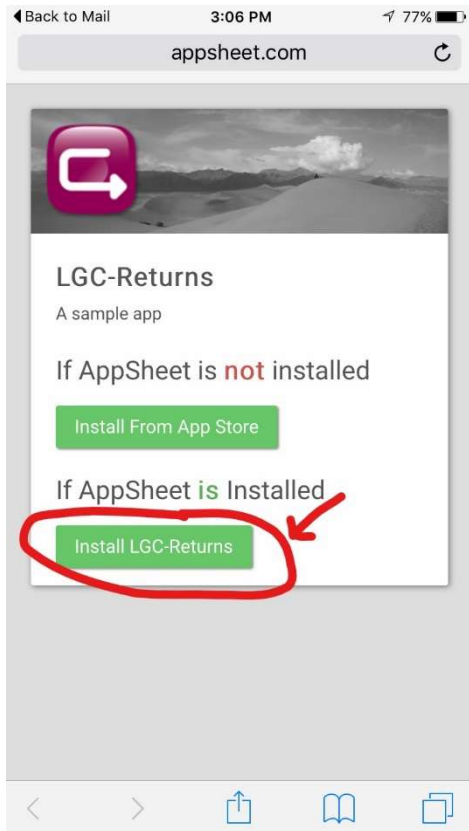 Back to Mail 3:06 PM 77%
appsheet.com
LGC-Returns
A sample app
If AppSheet is not installed
Install From App Store
If AppSheet is Installed
Install LGC-Returns